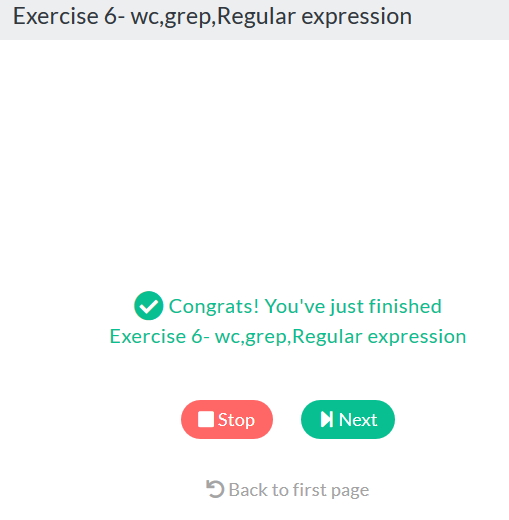 Exercise 6- wc,grep,Regular expression
Congrats! You've just finished
Exercise 6- wc,grep,Regular expression
Stop
Next
Back to first page